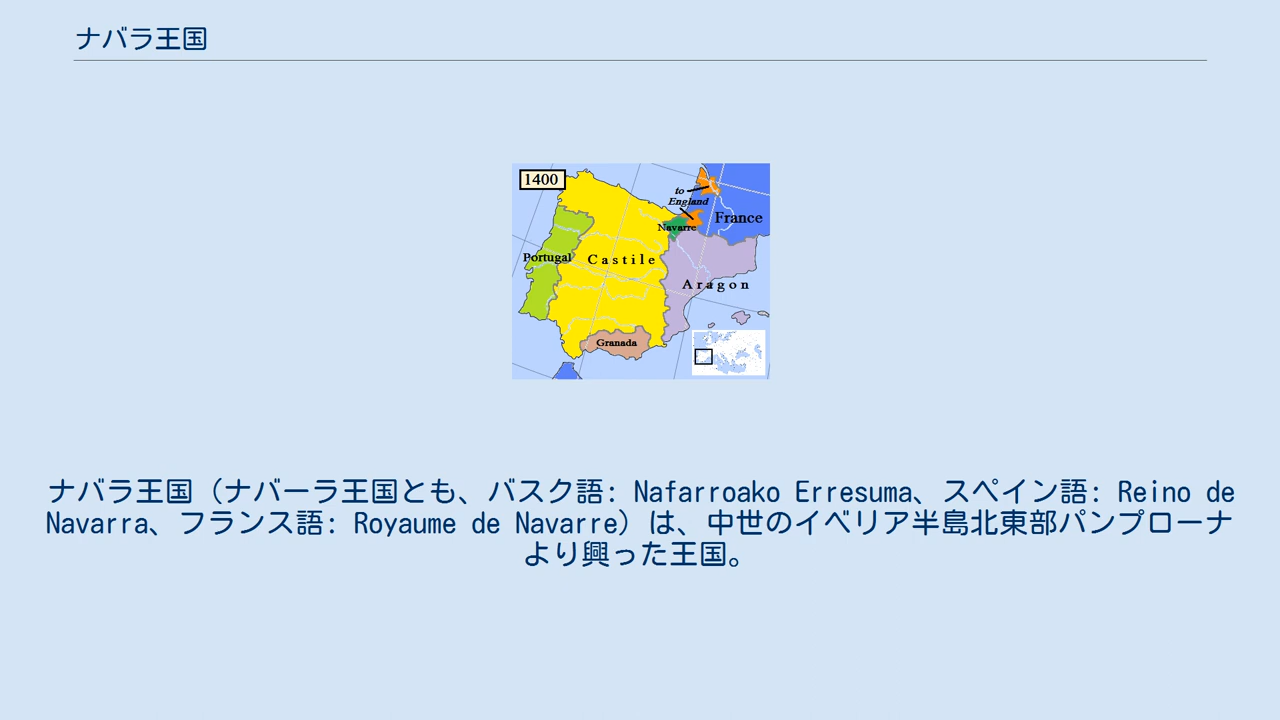 ナバラ王国
1400
to
England
France
Navarre
Portugal
Castile
Aragon
Granada
ナバラ王国（ナバーラ王国とも、バスク語: Nafarroako Erresuma、スペイン語: Reino de
Navarra、フランス語: Royaume de Navarre）は、中世のイベリア半島北東部パンプローナ
より興った王国。